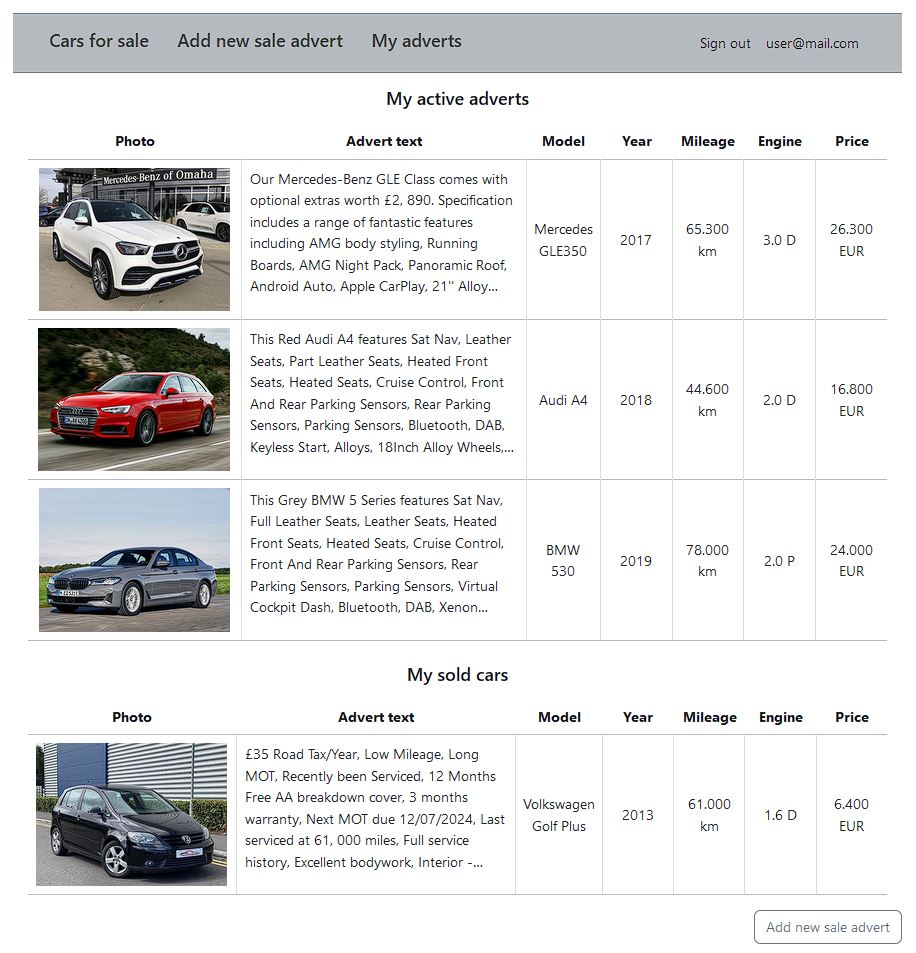 Cars for sale Add new sale advert My adverts Sign out user@mail.com
My active adverts
Photo Advert text Model Year Mileage Engine Price
Mercedes-Benz of Omaha
Our Mercedes-Benz GLE Class comes with
optional extras worth £2, 890. Specification
includes a range of fantastic features
including AMG body styling, Running
Boards, AMG Night Pack, Panoramic Roof,
Android Auto, Apple CarPlay, 21'' Alloy...
Mercedes
GLE350
2017
65.300
km
3.0 D
26.300
EUR
This Red Audi A4 features Sat Nav, Leather
Seats, Part Leather Seats, Heated Front
Seats, Heated Seats, Cruise Control, Front
And Rear Parking Sensors, Rear Parking
Sensors, Parking Sensors, Bluetooth, DAB,
Keyless Start, Alloys, 18Inch Alloy Wheels,...
Audi A4
2018
44.600
km
2.0 D
16.800
EUR
This Grey BMW 5 Series features Sat Nav,
Full Leather Seats, Leather Seats, Heated
Front Seats, Heated Seats, Cruise Control,
Front And Rear Parking Sensors, Rear
Parking Sensors, Parking Sensors, Virtual
Cockpit Dash, Bluetooth, DAB, Xenon...
BMW
530
2019
78.000
km
2.0 P
24.000
EUR
My sold cars
Photo Advert text Model Year Mileage Engine Price
£35 Road Tax/Year, Low Mileage, Long
MOT, Recently been Serviced, 12 Months
Free AA breakdown cover, 3 months
warranty, Next MOT due 12/07/2024, Last
serviced at 61, 000 miles, Full service
history, Excellent bodywork, Interior -...
Volkswagen
Golf Plus
2013
61.000
km
1.6 D
6.400
EUR
Add new sale advert